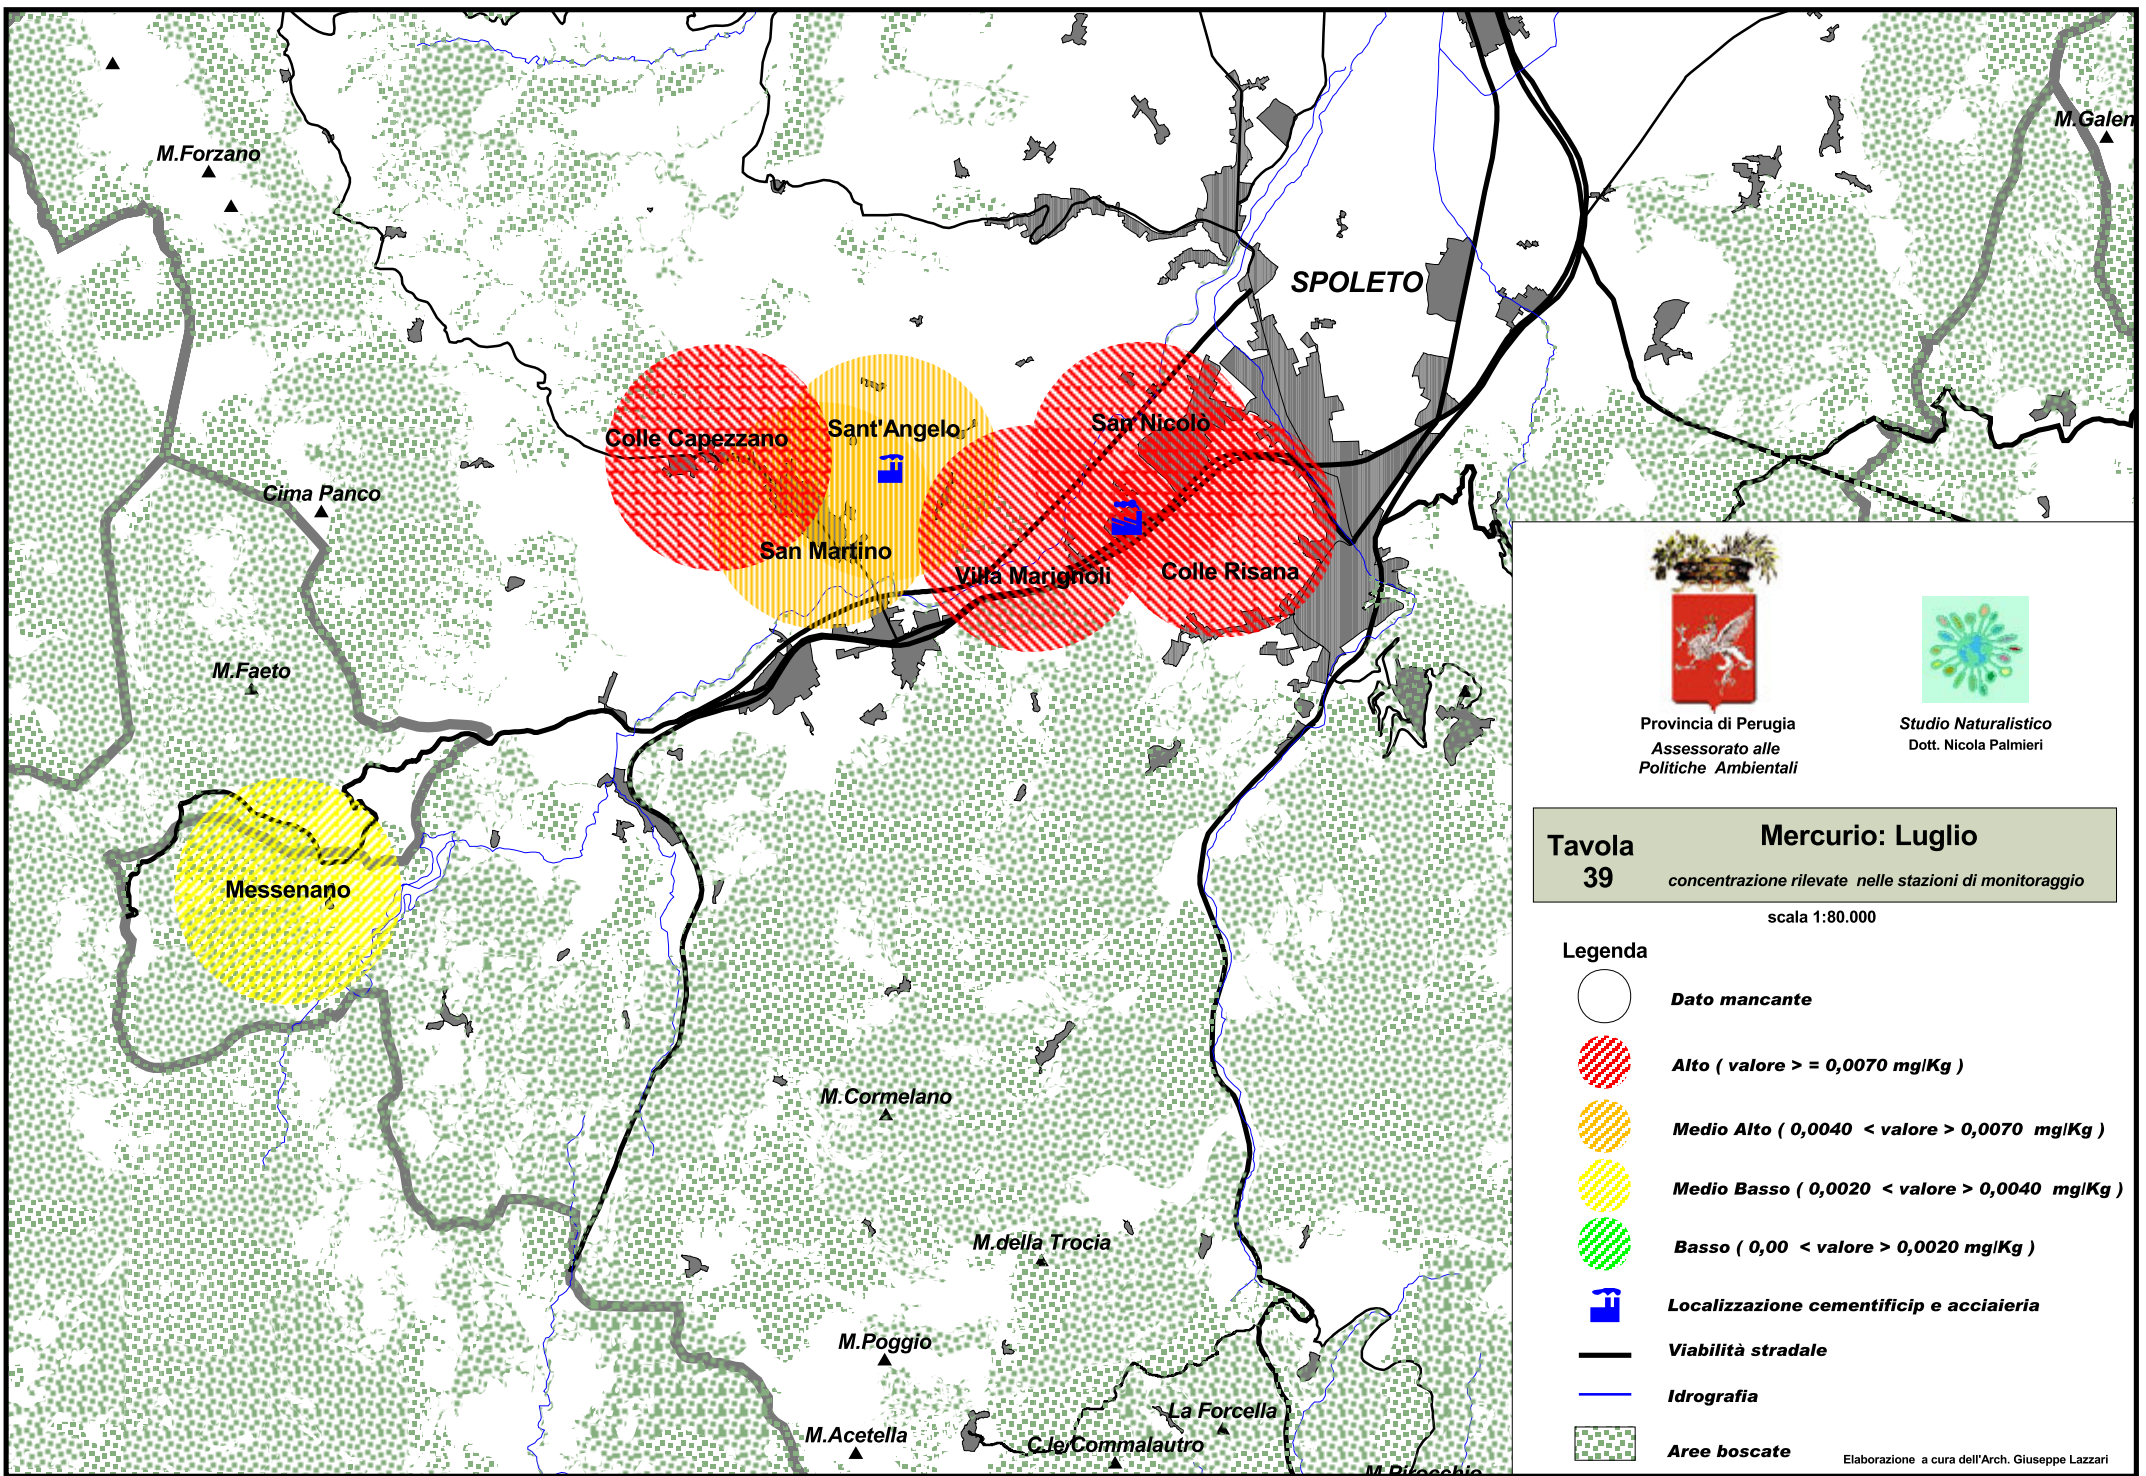 M.Galen
M.Forzano
SPOLETO
Sant'Angelo
San Nicolò
Colle Capezzano
Cima Panco
San Martino
Villa Marignoli
Colle Risana
M.Faeto
Messenano
M.Cormelano
M.della Trocia
M.Poggio
La Forcella
M.Acetella
C.le Commalautro
M.Pirocchio
Provincia di Perugia
Assessorato alle
Politiche Ambientali
Studio Naturalistico
Dott. Nicola Palmieri
Tavola
39
Mercurio: Luglio
concentrazione rilevate nelle stazioni di monitoraggio
scala 1:80.000
Legenda
Dato mancante
Alto ( valore > = 0,0070 mg/Kg )
Medio Alto ( 0,0040 < valore > 0,0070 mg/Kg )
Medio Basso ( 0,0020 < valore > 0,0040 mg/Kg )
Basso ( 0,00 < valore > 0,0020 mg/Kg )
Localizzazione cementificip e acciaieria
Viabilità stradale
Idrografia
Aree boscate
Elaborazione a cura dell'Arch. Giuseppe Lazzari